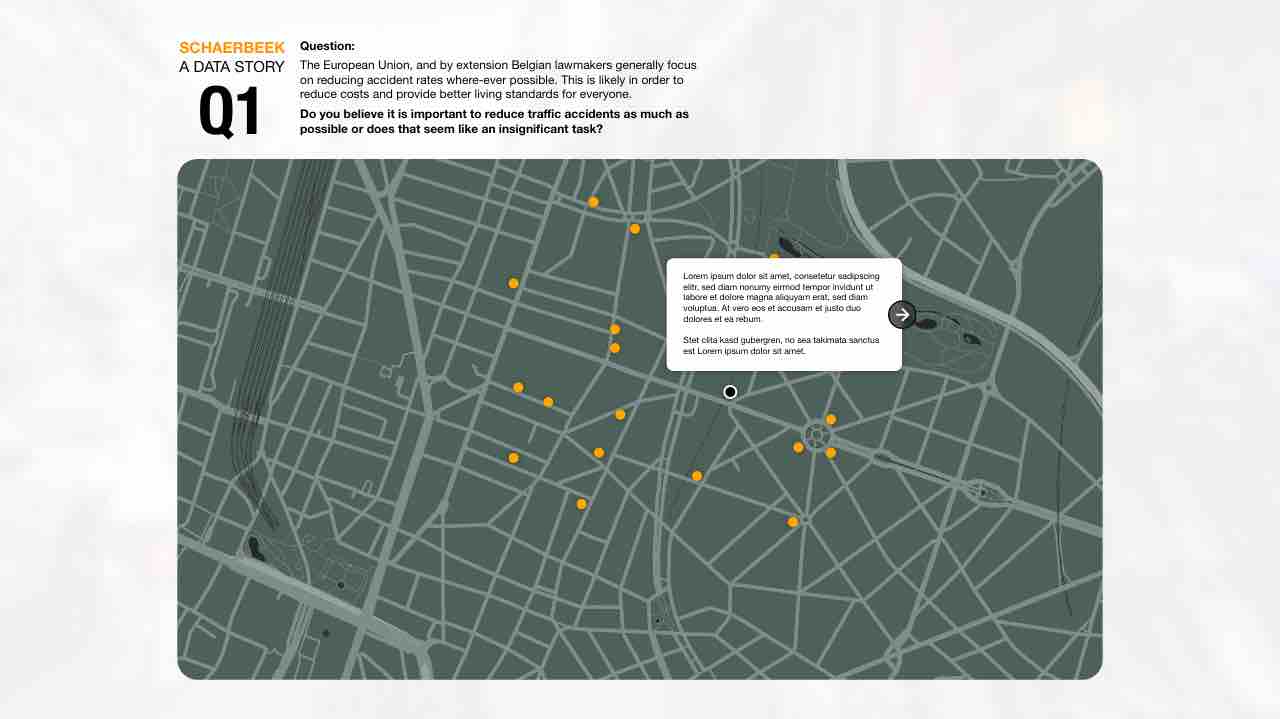 SCHAERBEEK
A DATA STORY
Q1
Question:
The European Union, and by extension Belgian lawmakers generally focus
on reducing accident rates where-ever possible. This is likely in order to
reduce costs and provide better living standards for everyone.
Do you believe it is important to reduce traffic accidents as much as
possible or does that seem like an insignificant task?
Lorem ipsum dolor sit amet, consetetur sadipscing
elitr, sed diam nonumy eirmod tempor invidunt ut
labore et dolore magna aliquyam erat, sed diam
voluptua. At vero eos et accusam et justo duo
dolores et ea rebum.
Stet clita kasd gubergren, no sea takimata sanctus
est Lorem ipsum dolor sit amet.